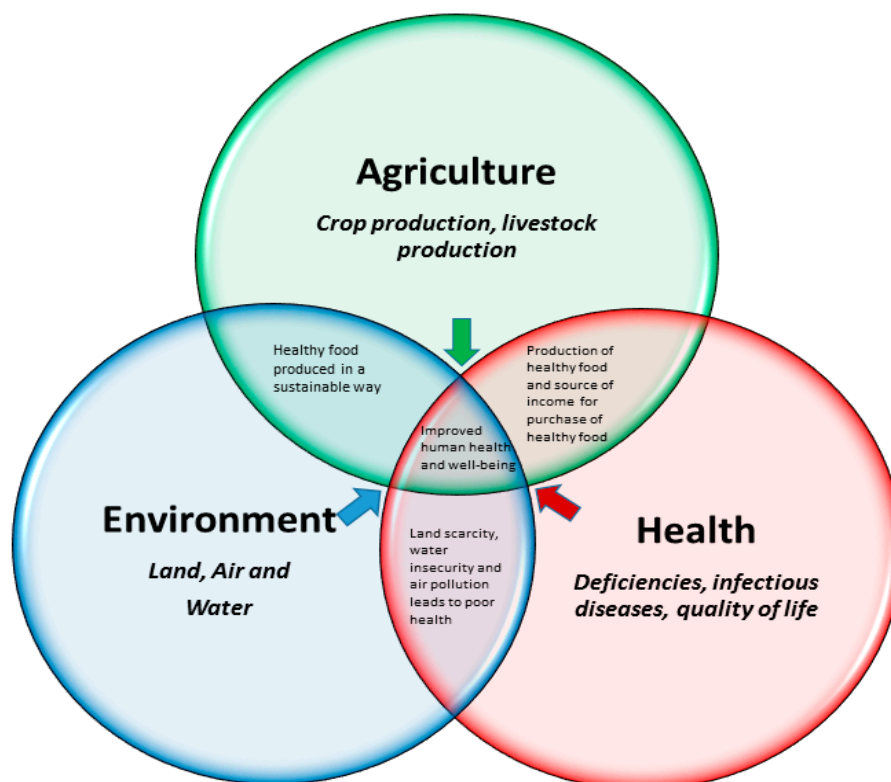 Agriculture
Crop production, livestock
production
Healthy food
produced in a
sustainable way
Production of
healthy food
and source of
income for
purchase of
healthy food
Improved
human health
and well-being
Environment
Land, Air and
Water
Land scarcity,
water
insecurity and
air pollution
leads to poor
health
Health
Deficiencies, infectious
diseases, quality of life